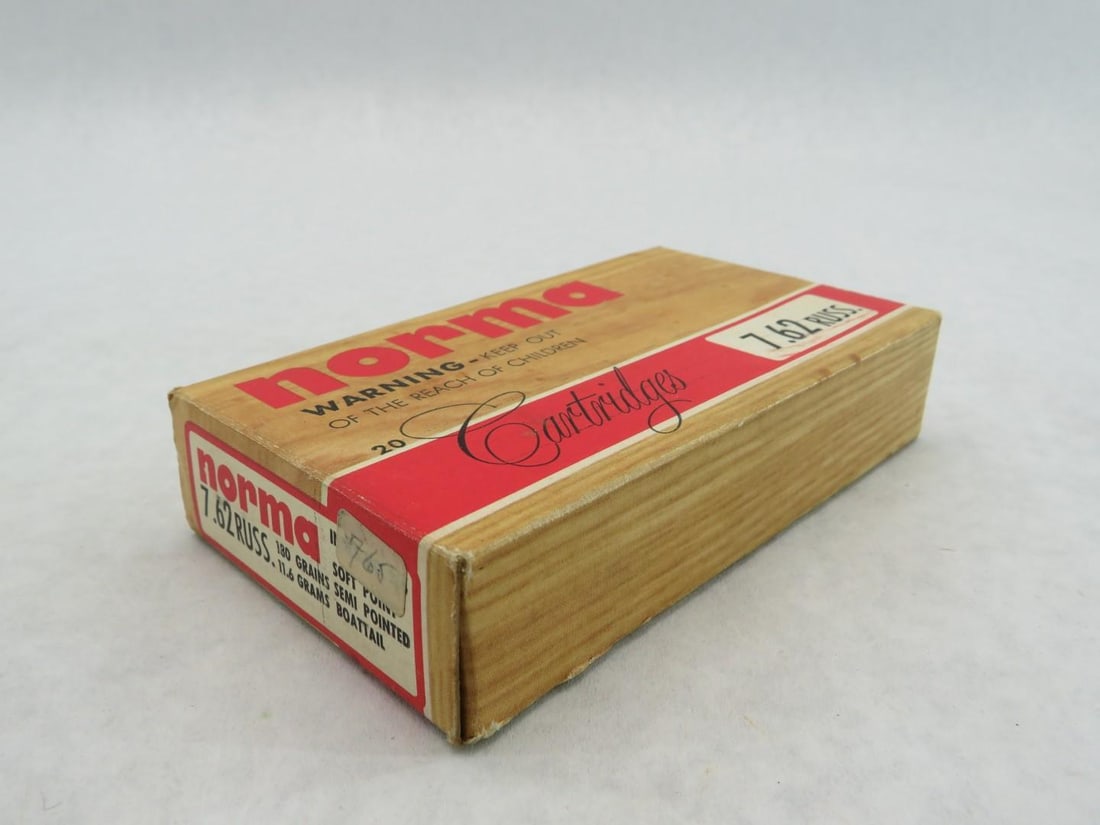 norma
WARNING - KEEP OUT
OF THE REACH OF CHILDREN
20 Cartridges
7.62 RUSS.
norma
7.62 RUSS.
180 GRAINS
11.6 GRAMS
SOFT POINT
SEMI POINTED
BOATTAIL